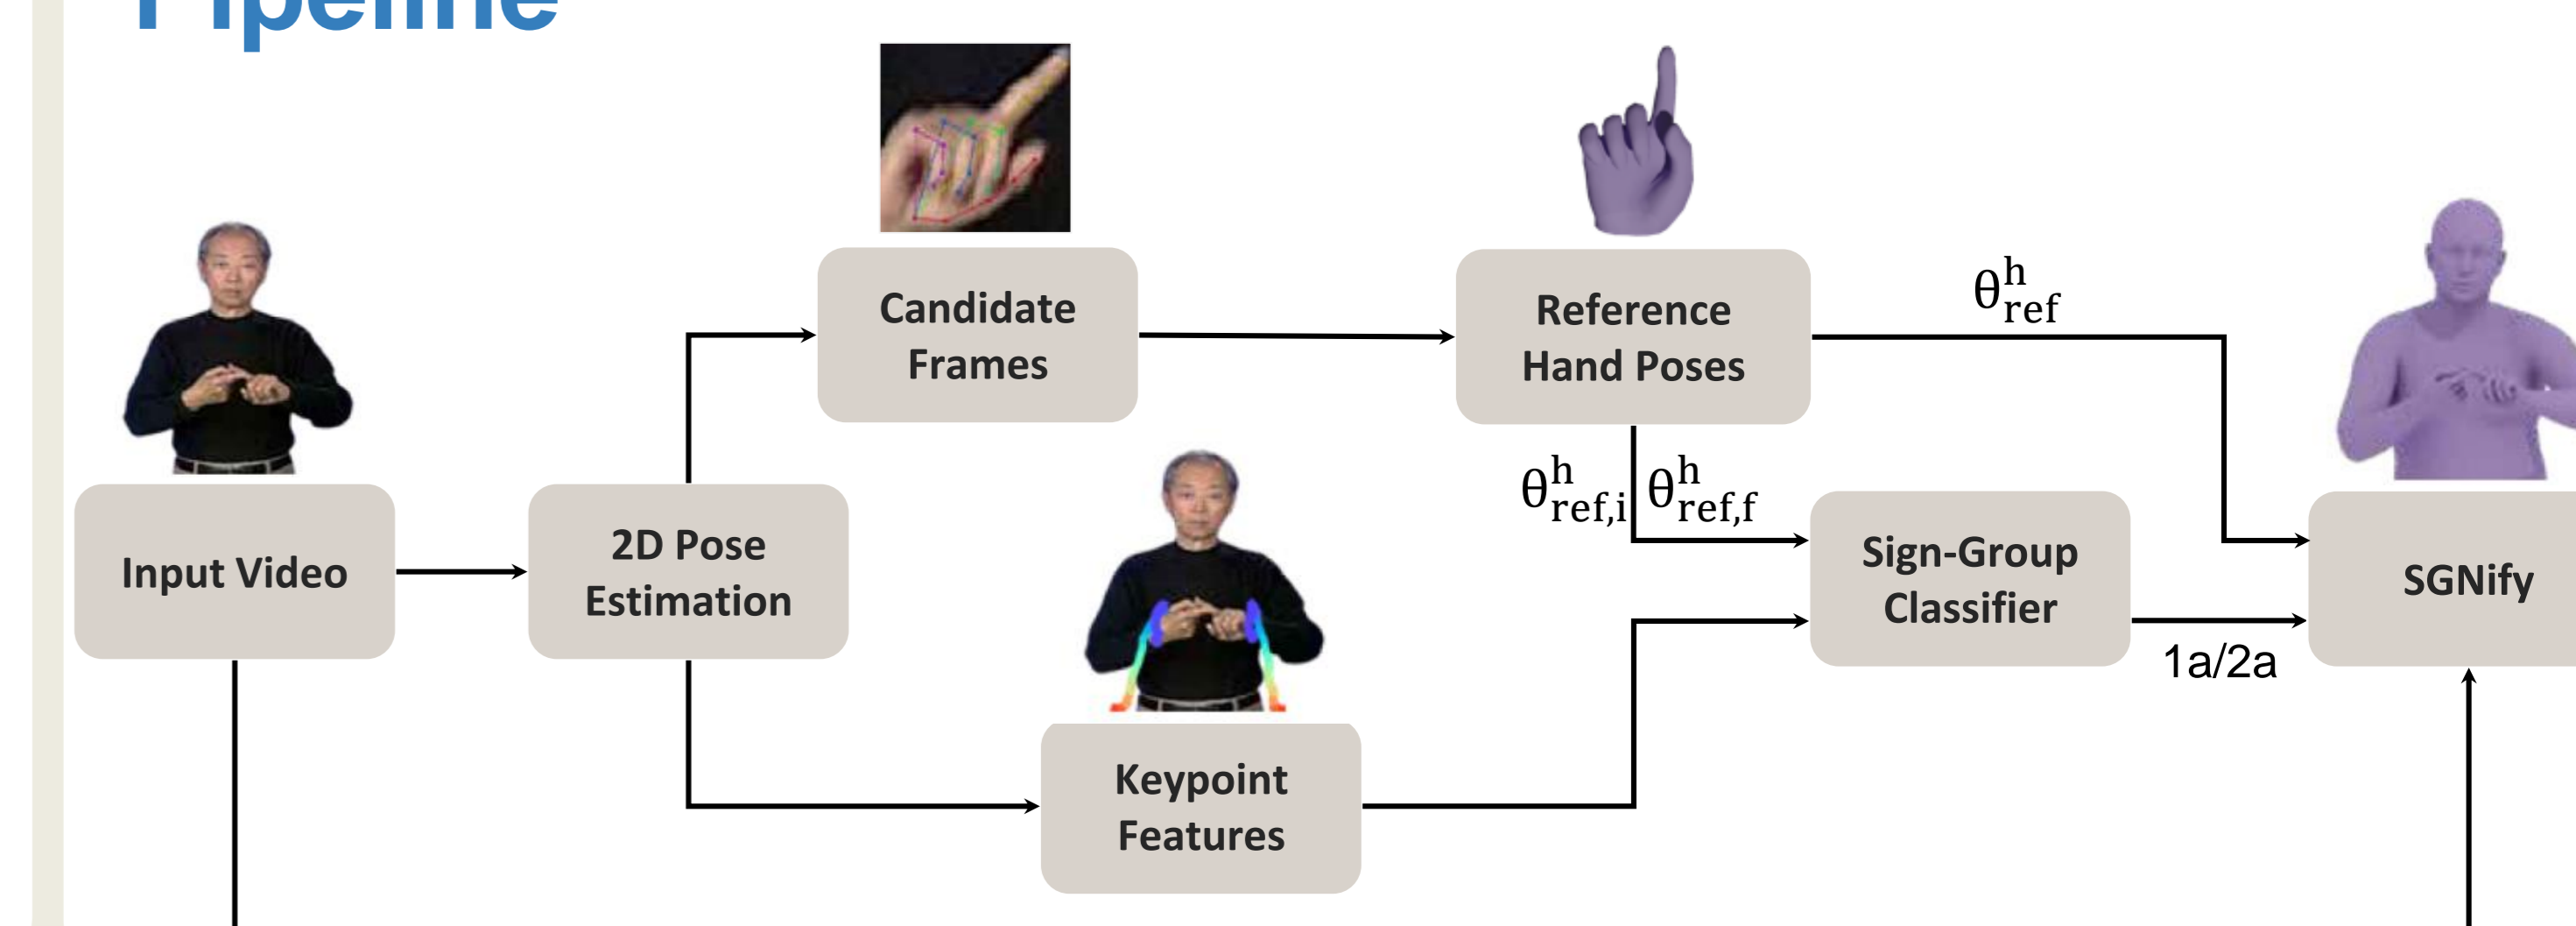 Pipeline
Candidate
Frames
Reference
Hand Poses
θ^h_ref
θ^h_ref,i
θ^h_ref,f
Input Video
2D Pose
Estimation
Sign-Group
Classifier
SGNify
1a/2a
Keypoint
Features